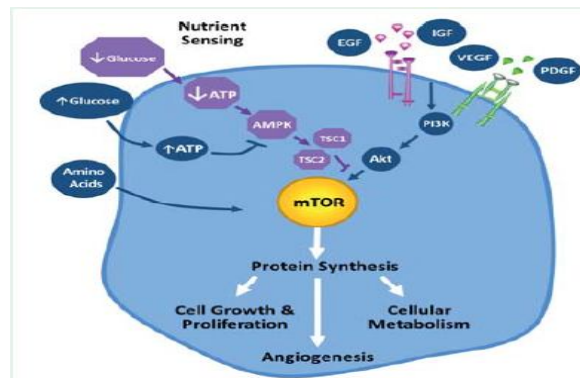 Nutrient
Sensing
↓ Glucose
↑ Glucose
Amino
Acids
↓ ATP
↑ ATP
AMPK
TSC1
TSC2
EGF
IGF
VEGF
PDGF
PI3K
Akt
mTOR
Protein Synthesis
Cell Growth &
Proliferation
Cellular
Metabolism
Angiogenesis